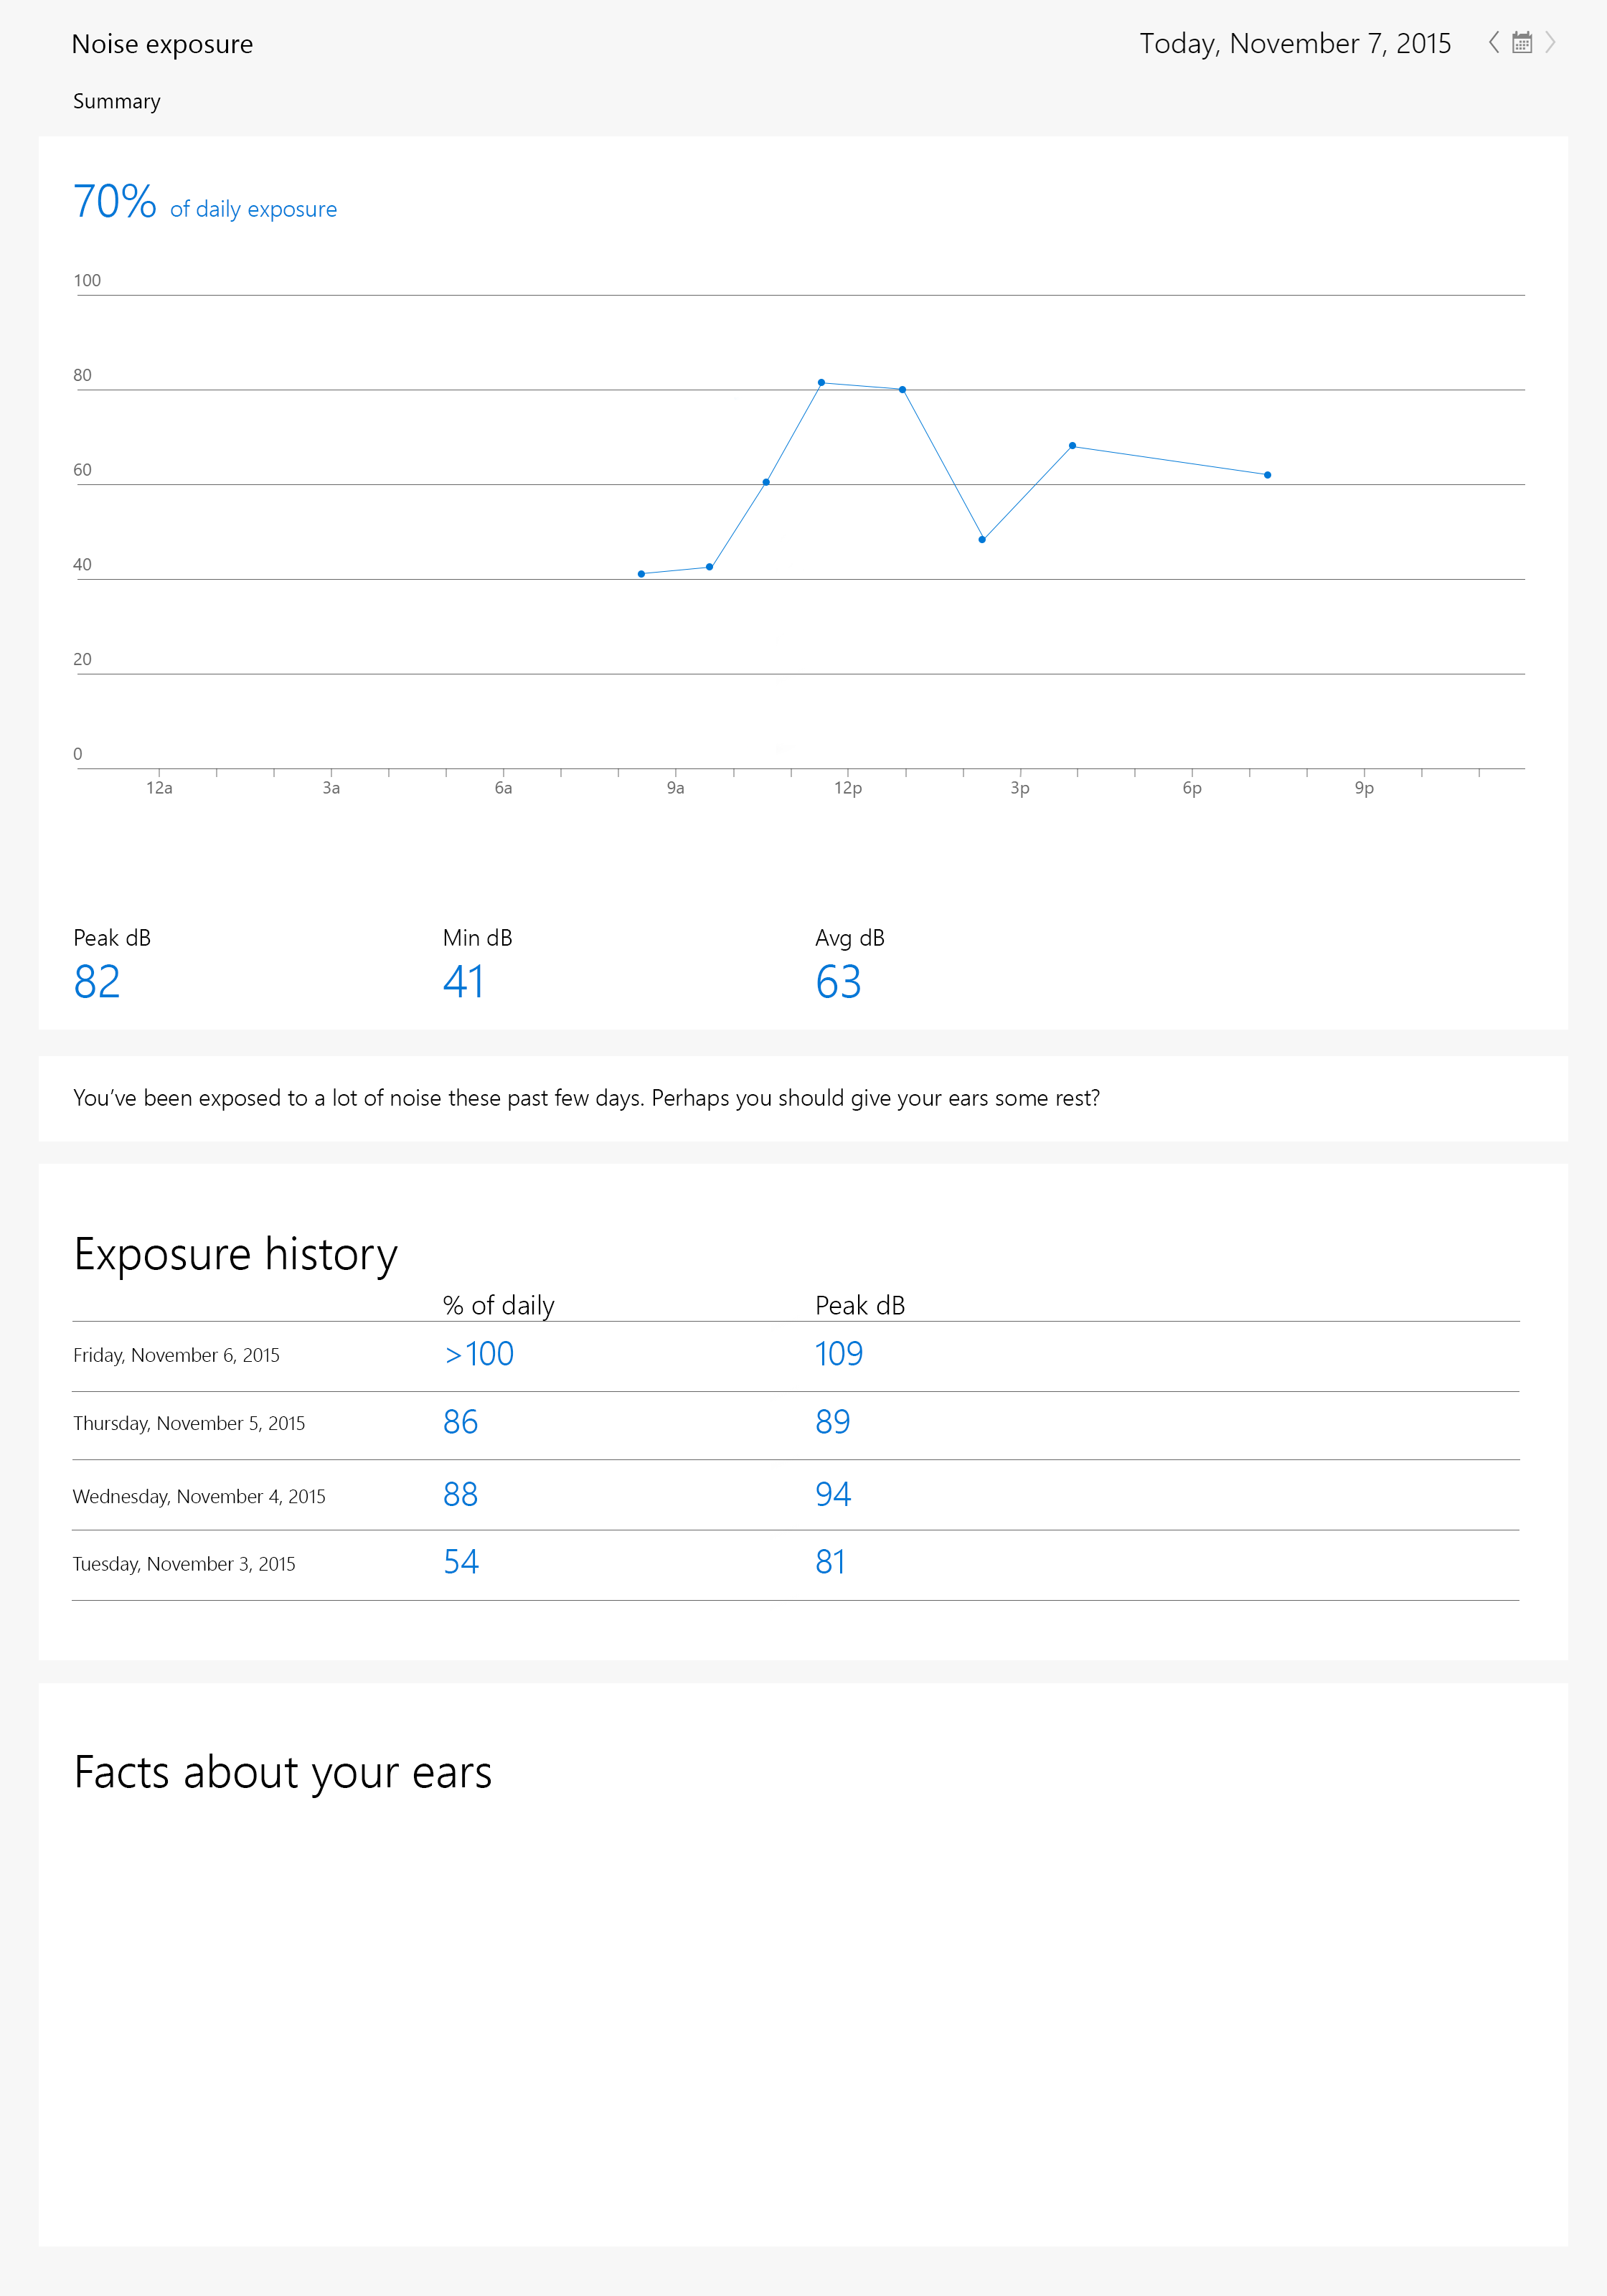 Noise exposure
Today, November 7, 2015
Summary
70% of daily exposure
100
80
60
40
20
0
12a 3a 6a 9a 12p 3p 6p 9p
Peak dB Min dB Avg dB
82 41 63
You’ve been exposed to a lot of noise these past few days. Perhaps you should give your ears some rest?
Exposure history
% of daily Peak dB
Friday, November 6, 2015 >100 109
Thursday, November 5, 2015 86 89
Wednesday, November 4, 2015 88 94
Tuesday, November 3, 2015 54 81
Facts about your ears